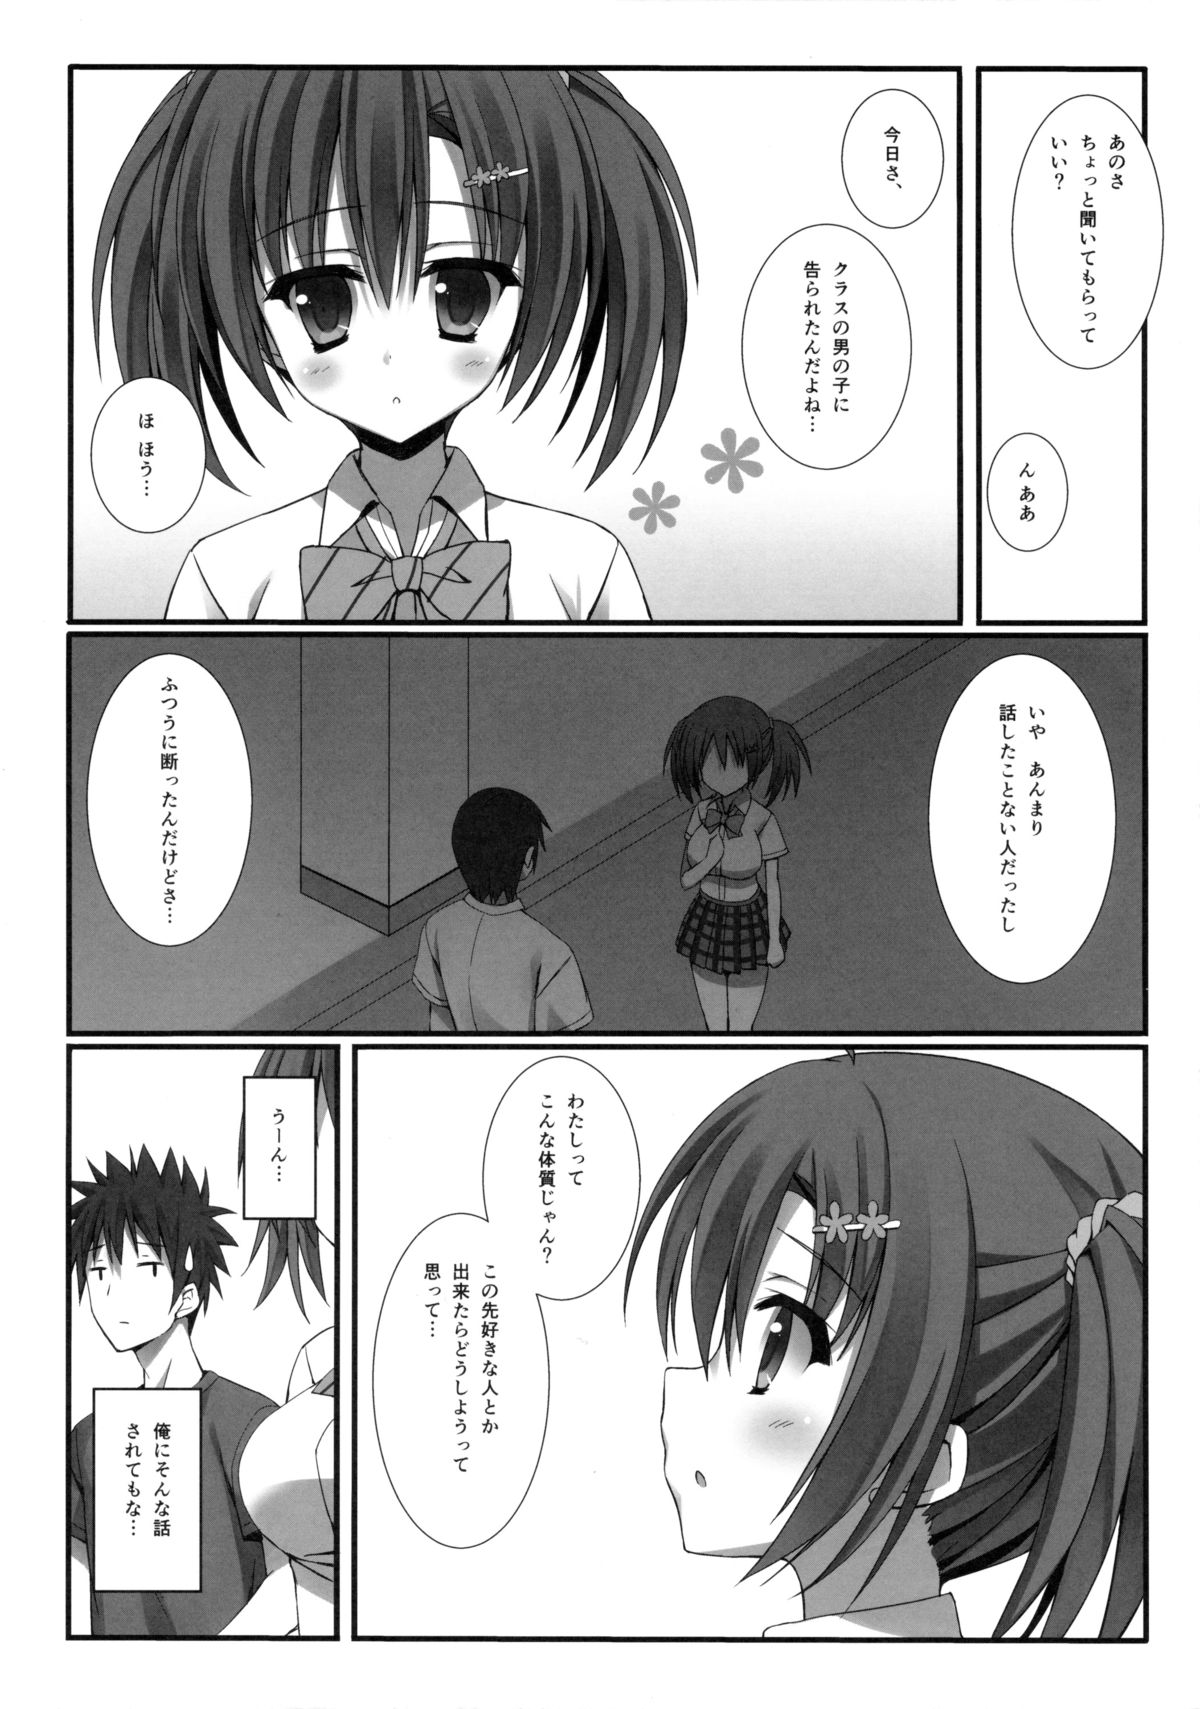 あのさ
ちょっと聞いてもらって
いい?
ん ああ
今日さ、
クラスの男の子に
告られたんだよね…
ほ ほう…
いや あんまり
話したことない人だったし
ふつうに断ったんだけどさ…
わたしって
こんな体質じゃん?
この先好きな人とか
出来たらどうしようって
思って…
うーん…
俺にそんな話
されてもな…